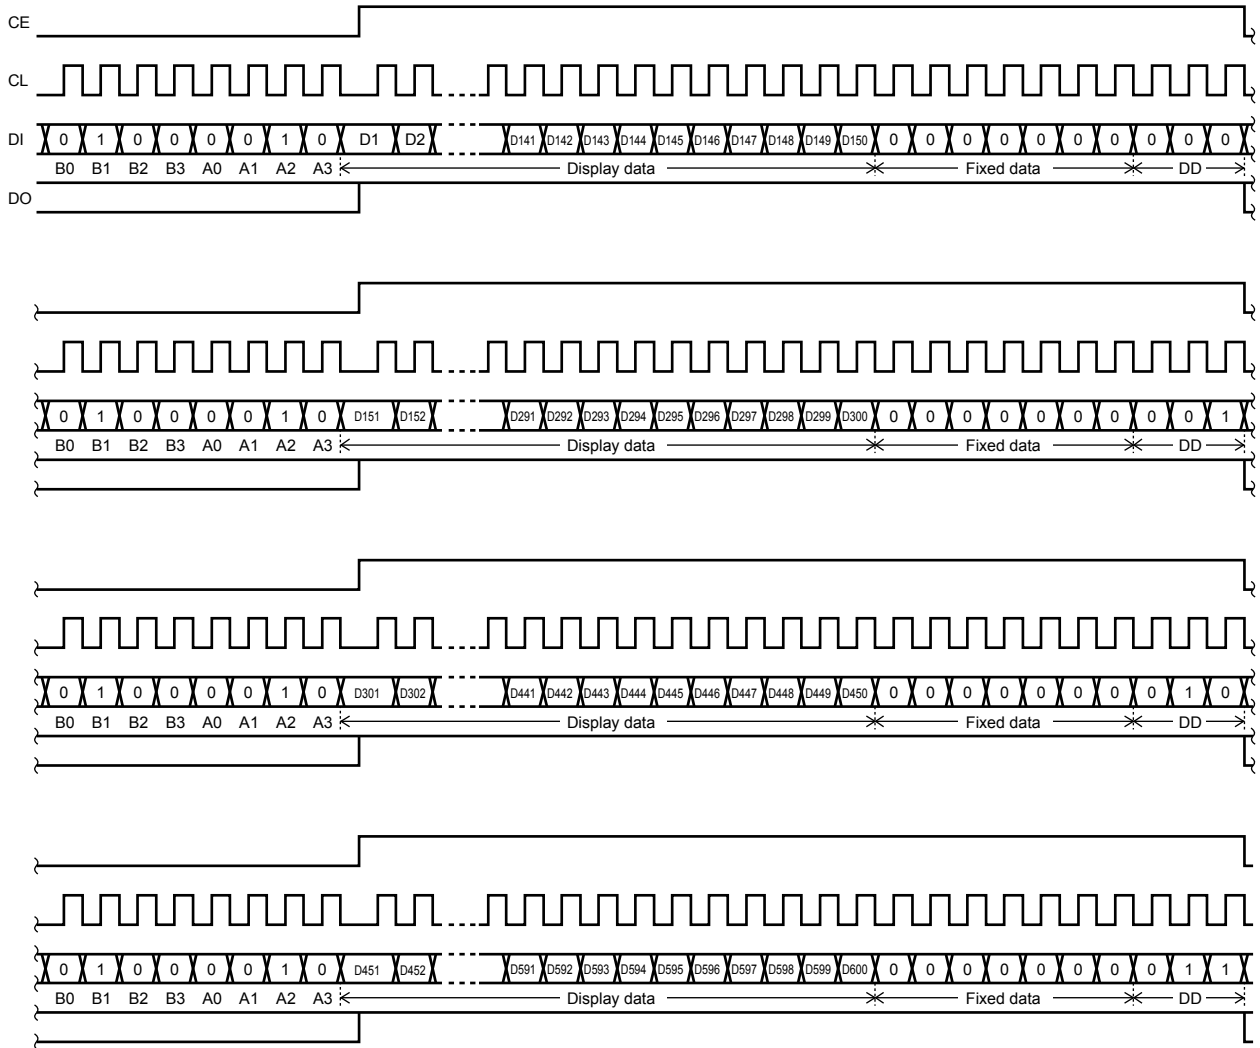 CE
CL
DI 0 1 0 0 0 0 1 0 D1 D2 D141 D142 D143 D144 D145 D146 D147 D148 D149 D150 0 0 0 0 0 0 0 0 0 0
B0 B1 B2 B3 A0 A1 A2 A3 Display data Fixed data DD
DO
0 1 0 0 0 0 1 0 D151 D152 D291 D292 D293 D294 D295 D296 D297 D298 D299 D300 0 0 0 0 0 0 0 0 0 1
B0 B1 B2 B3 A0 A1 A2 A3 Display data Fixed data DD
0 1 0 0 0 0 1 0 D301 D302 D441 D442 D443 D444 D445 D446 D447 D448 D449 D450 0 0 0 0 0 0 0 0 1 0
B0 B1 B2 B3 A0 A1 A2 A3 Display data Fixed data DD
0 1 0 0 0 0 1 0 D451 D452 D591 D592 D593 D594 D595 D596 D597 D598 D599 D600 0 0 0 0 0 0 0 0 1 1
B0 B1 B2 B3 A0 A1 A2 A3 Display data Fixed data DD